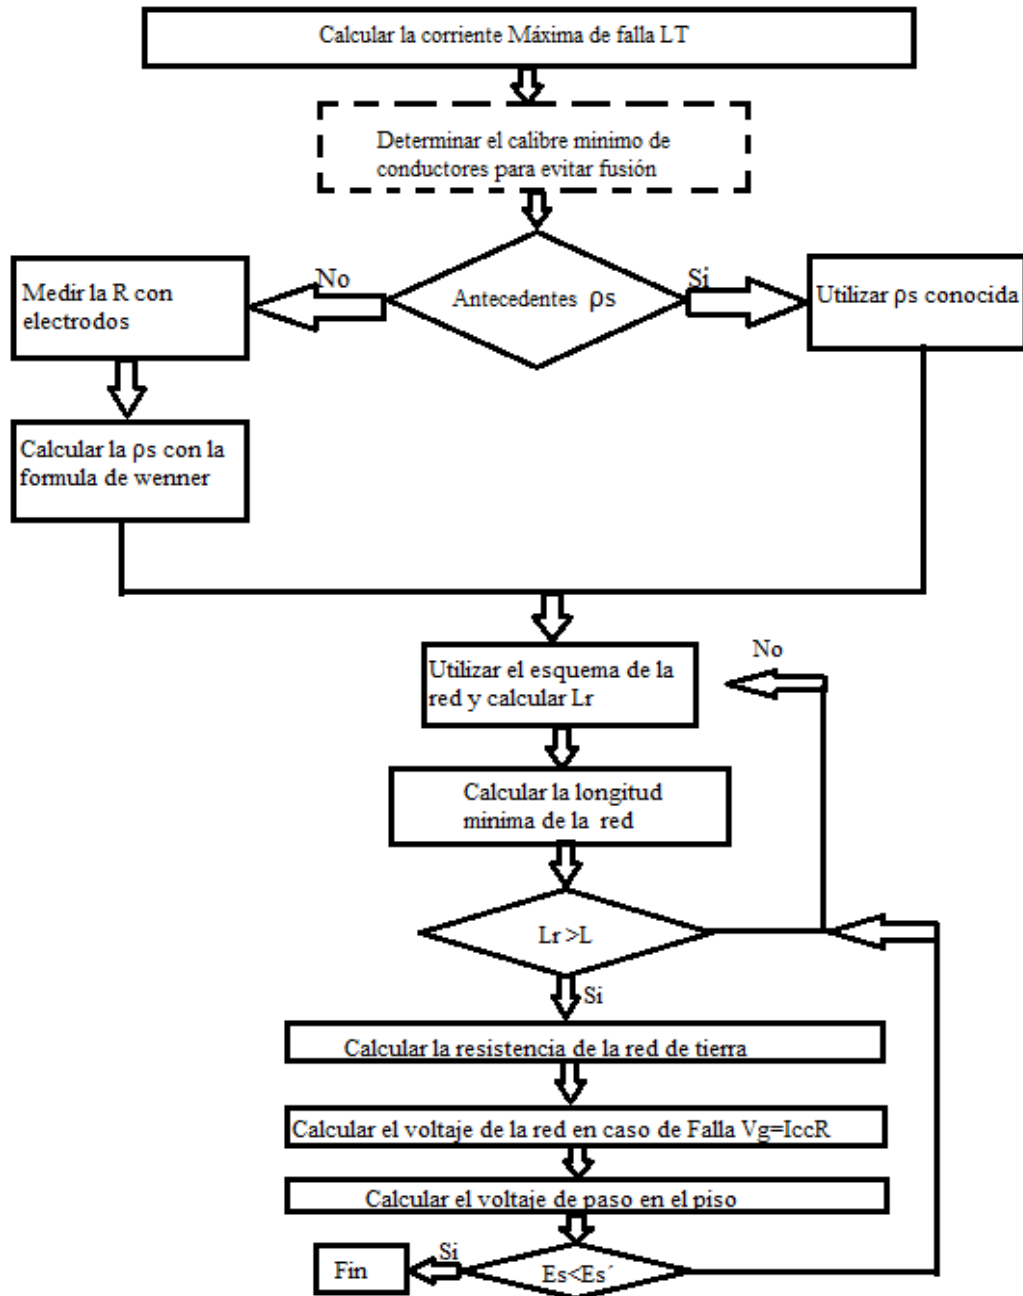 Calcular la corriente Máxima de falla LT
Determinar el calibre minimo de
conductores para evitar fusión
No
Antecedentes ρs
Si
Medir la R con
electrodos
Utilizar ρs conocida
Calcular la ρs con la
formula de wenner
Utilizar el esquema de la
red y calcular Lr
No
Calcular la longitud
minima de la red
Lr >L
Si
Calcular la resistencia de la red de tierra
Calcular el voltaje de la red en caso de Falla Vg=IccR
Calcular el voltaje de paso en el piso
Fin
Si
Es<Es´